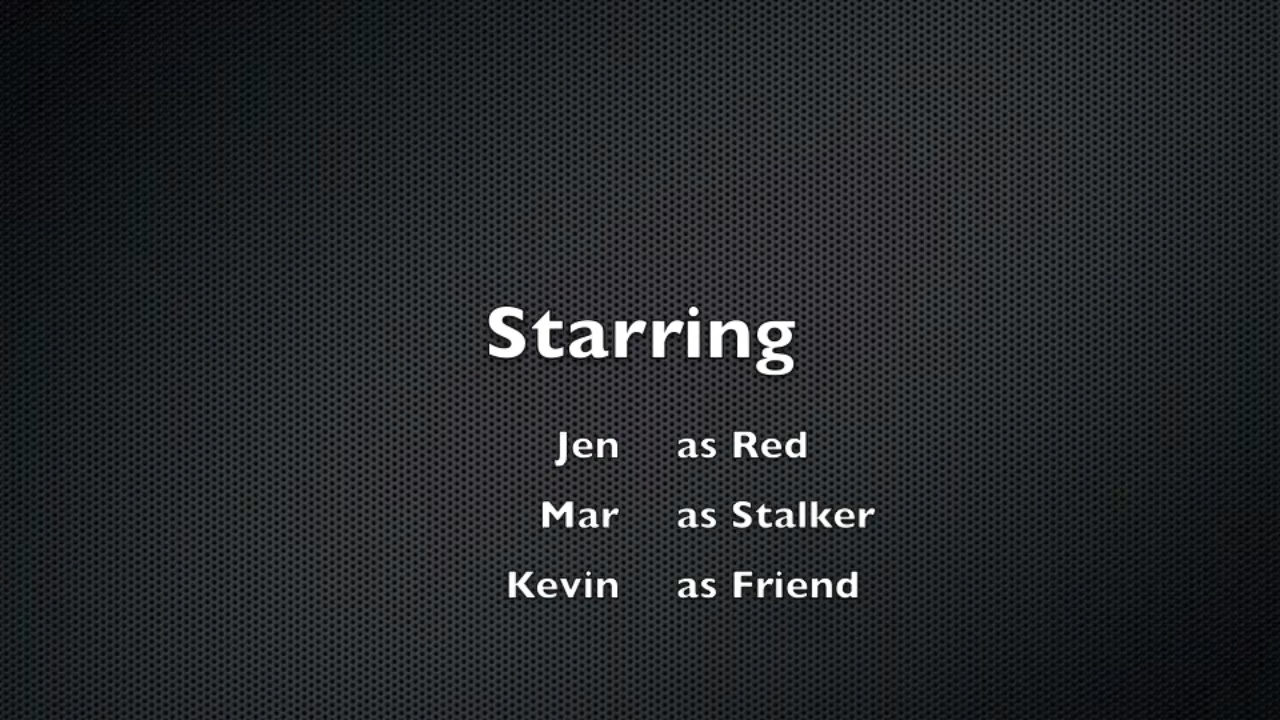 Starring
Jen as Red
Mar as Stalker
Kevin as Friend